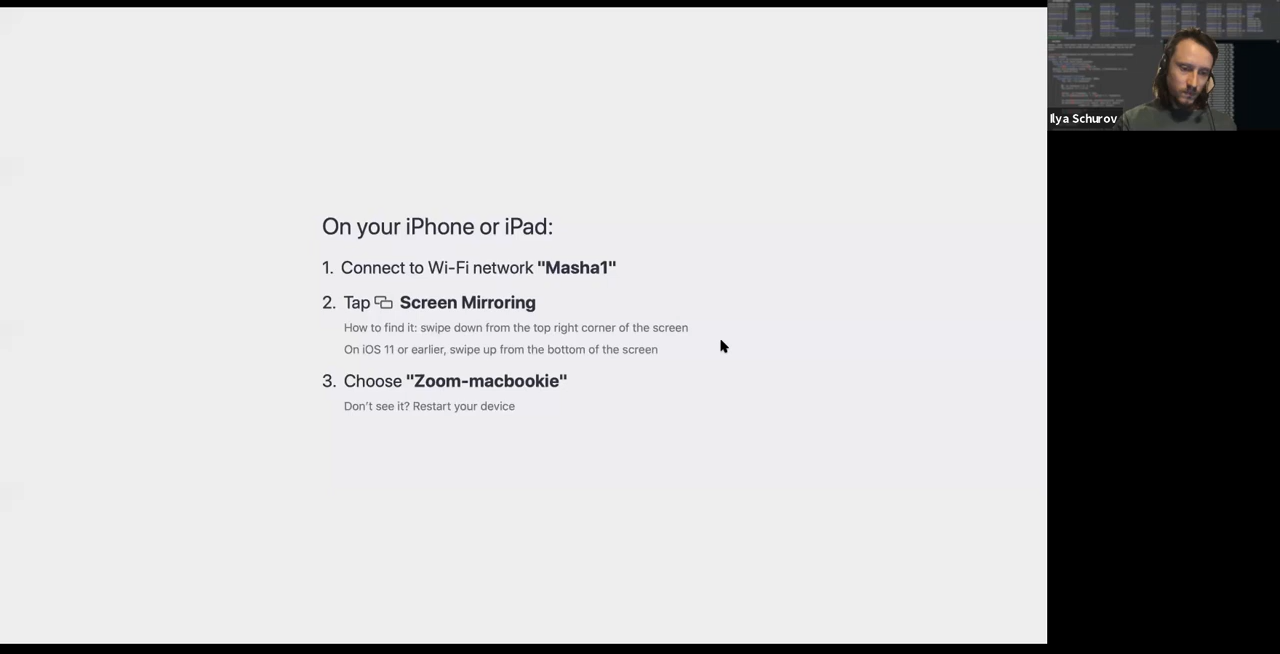 On your iPhone or iPad:
1. Connect to Wi-Fi network "Masha1"
2. Tap Screen Mirroring
How to find it: swipe down from the top right corner of the screen
On iOS 11 or earlier, swipe up from the bottom of the screen
3. Choose "Zoom-macbookie"
Don't see it? Restart your device
Ilya Schurov